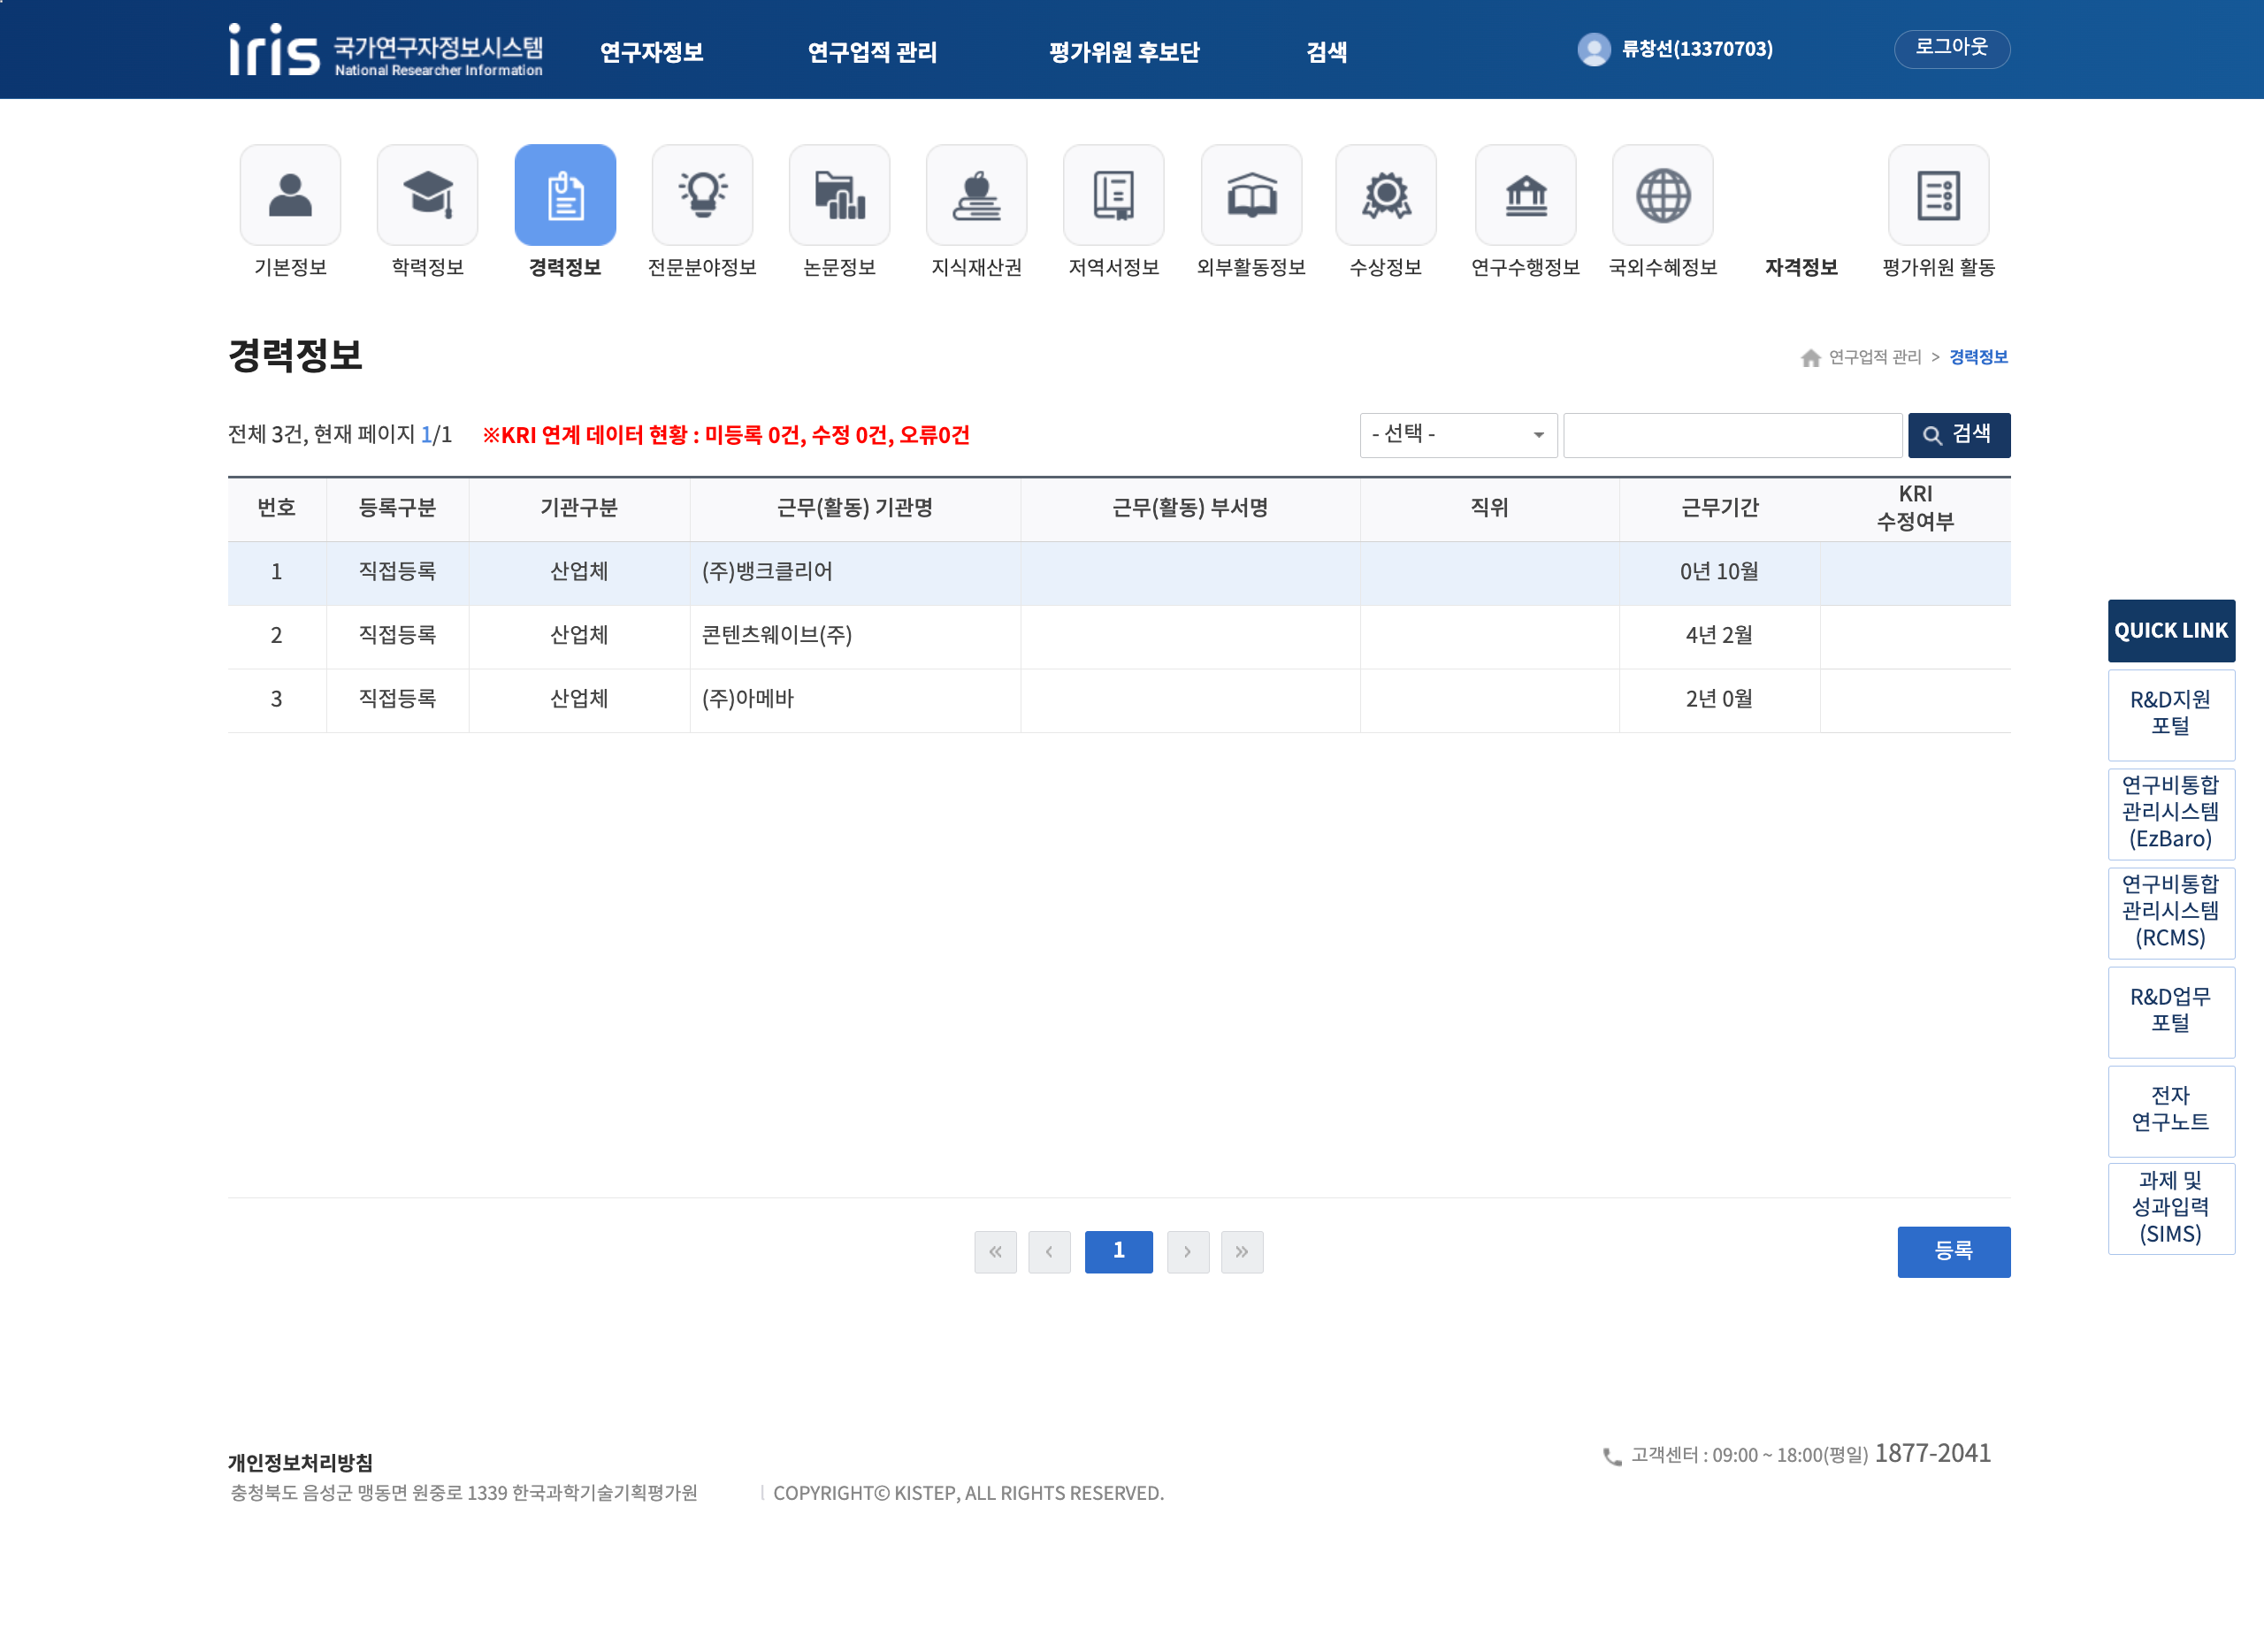 iris 국가연구자정보시스템
National Researcher Information
연구자정보 연구업적 관리 평가위원 후보단 검색
류창선(13370703) 로그아웃
기본정보 학력정보 경력정보 전문분야정보 논문정보 지식재산권 저역서정보 외부활동정보 수상정보 연구수행정보 국외수혜정보 자격정보 평가위원 활동
경력정보
연구업적 관리 > 경력정보
전체 3건, 현재 페이지 1/1 ※KRI 연계 데이터 현황 : 미등록 0건, 수정 0건, 오류0건
- 선택 - 검색
번호 등록구분 기관구분 근무(활동) 기관명 근무(활동) 부서명 직위 근무기간 KRI
수정여부
1 직접등록 산업체 (주)뱅크클리어 0년 10월
2 직접등록 산업체 콘텐츠웨이브(주) 4년 2월
3 직접등록 산업체 (주)아메바 2년 0월
« ‹ 1 › »
등록
QUICK LINK
R&D지원
포털
연구비통합
관리시스템
(EzBaro)
연구비통합
관리시스템
(RCMS)
R&D업무
포털
전자
연구노트
과제 및
성과입력
(SIMS)
개인정보처리방침
고객센터 : 09:00 ~ 18:00(평일) 1877-2041
충청북도 음성군 맹동면 원중로 1339 한국과학기술기획평가원 | COPYRIGHT© KISTEP, ALL RIGHTS RESERVED.